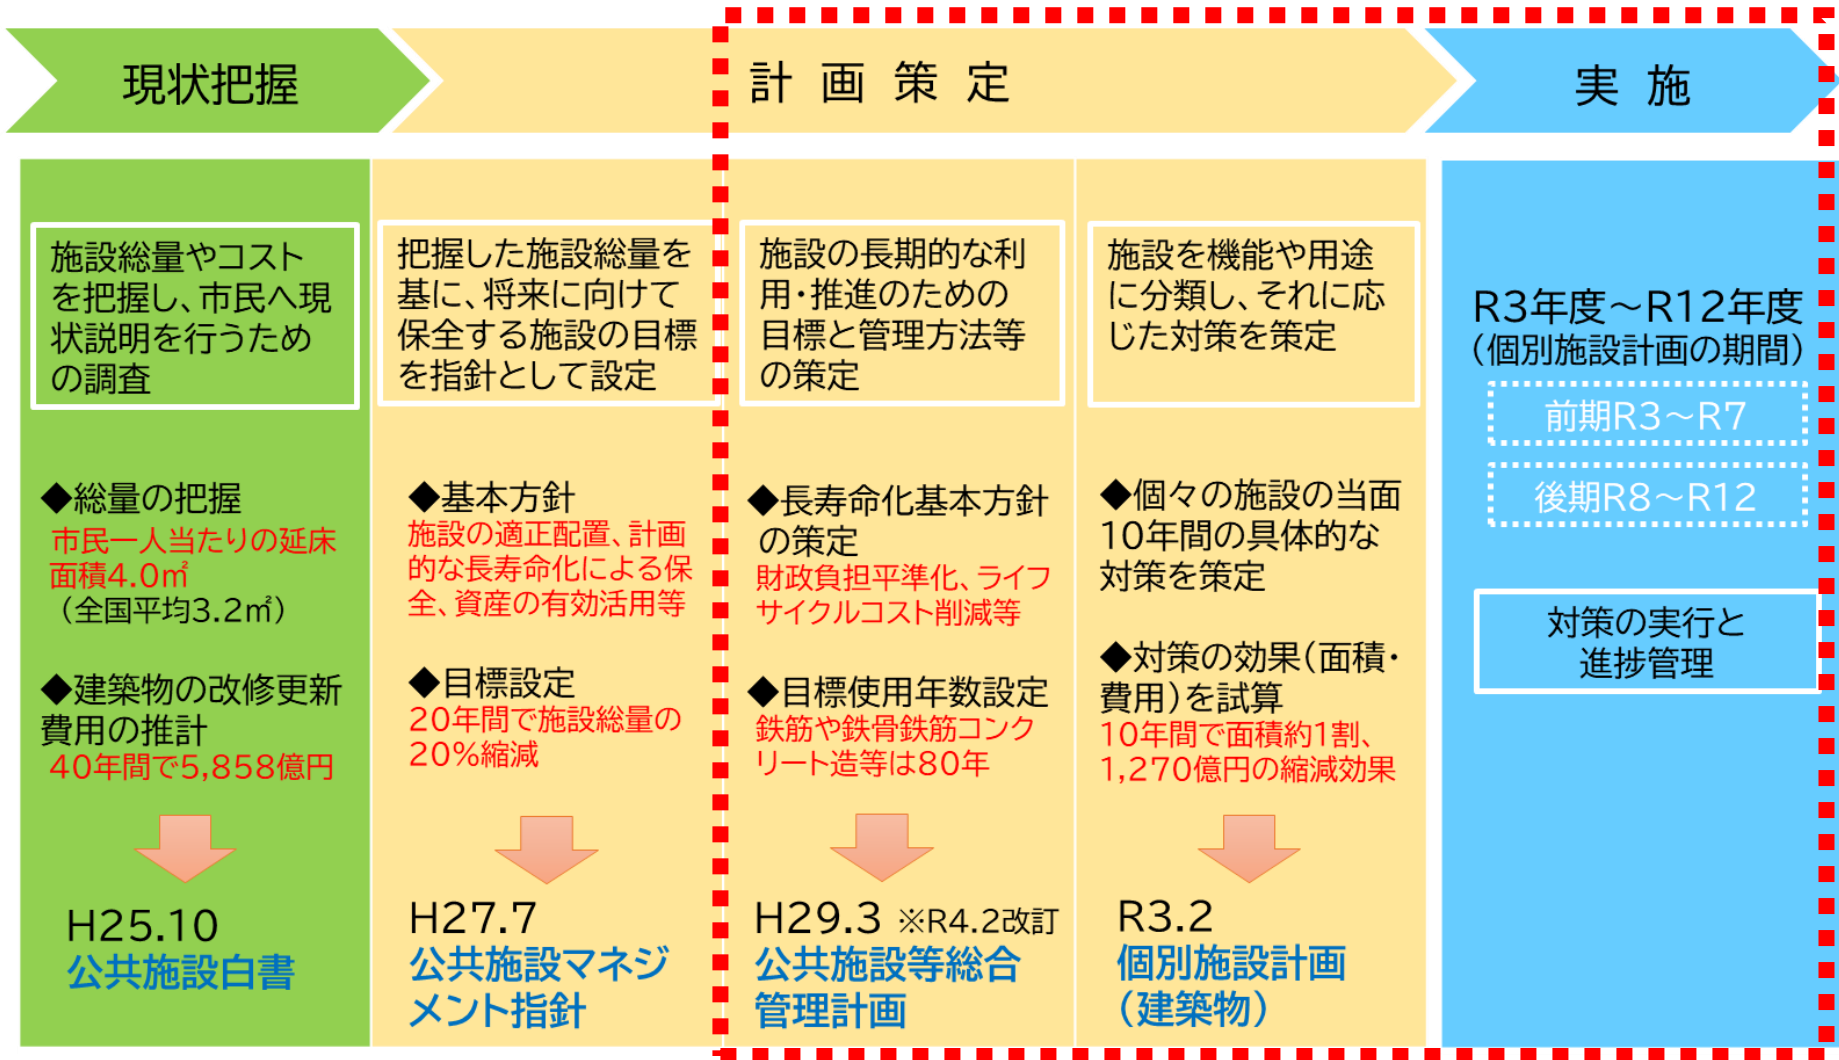 現状把握
計画策定
実施
施設総量やコスト
を把握し、市民へ現
状説明を行うため
の調査
◆総量の把握
市民一人当たりの延床
面積4.0㎡
（全国平均3.2㎡）
◆建築物の改修更新
費用の推計
40年間で5,858億円
H25.10
公共施設白書
把握した施設総量を
基に、将来に向けて
保全する施設の目標
を指針として設定
◆基本方針
施設の適正配置、計画
的な長寿命化による保
全、資産の有効活用等
◆目標設定
20年間で施設総量の
20%縮減
H27.7
公共施設マネジ
メント指針
施設の長期的な利
用・推進のための
目標と管理方法等
の策定
◆長寿命化基本方針
の策定
財政負担平準化、ライフ
サイクルコスト削減等
◆目標使用年数設定
鉄筋や鉄骨鉄筋コンク
リート造等は80年
H29.3 ※R4.2改訂
公共施設等総合
管理計画
施設を機能や用途
に分類し、それに応
じた対策を策定
◆個々の施設の当面
10年間の具体的な
対策を策定
◆対策の効果（面積・
費用）を試算
10年間で面積約1割、
1,270億円の縮減効果
R3.2
個別施設計画
（建築物）
R3年度～R12年度
（個別施設計画の期間）
前期R3～R7
後期R8～R12
対策の実行と
進捗管理